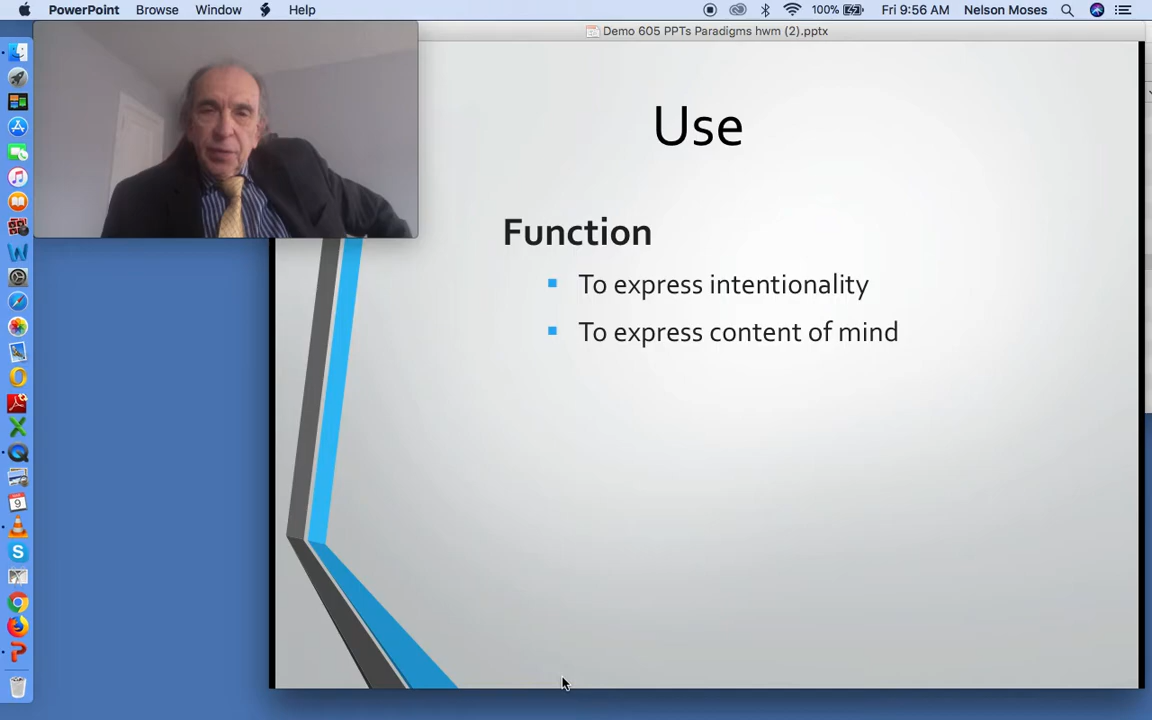 PowerPoint Browse Window Help 100% Fri 9:56 AM Nelson Moses
Demo 605 PPTs Paradigms hwm (2).pptx
Use
Function
To express intentionality
To express content of mind
9